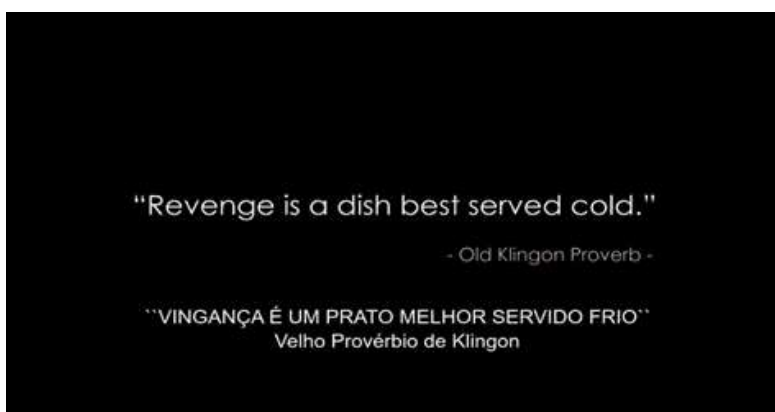 “Revenge is a dish best served cold.”
- Old Klingon Proverb -
``VINGANÇA É UM PRATO MELHOR SERVIDO FRIO``
Velho Provérbio de Klingon